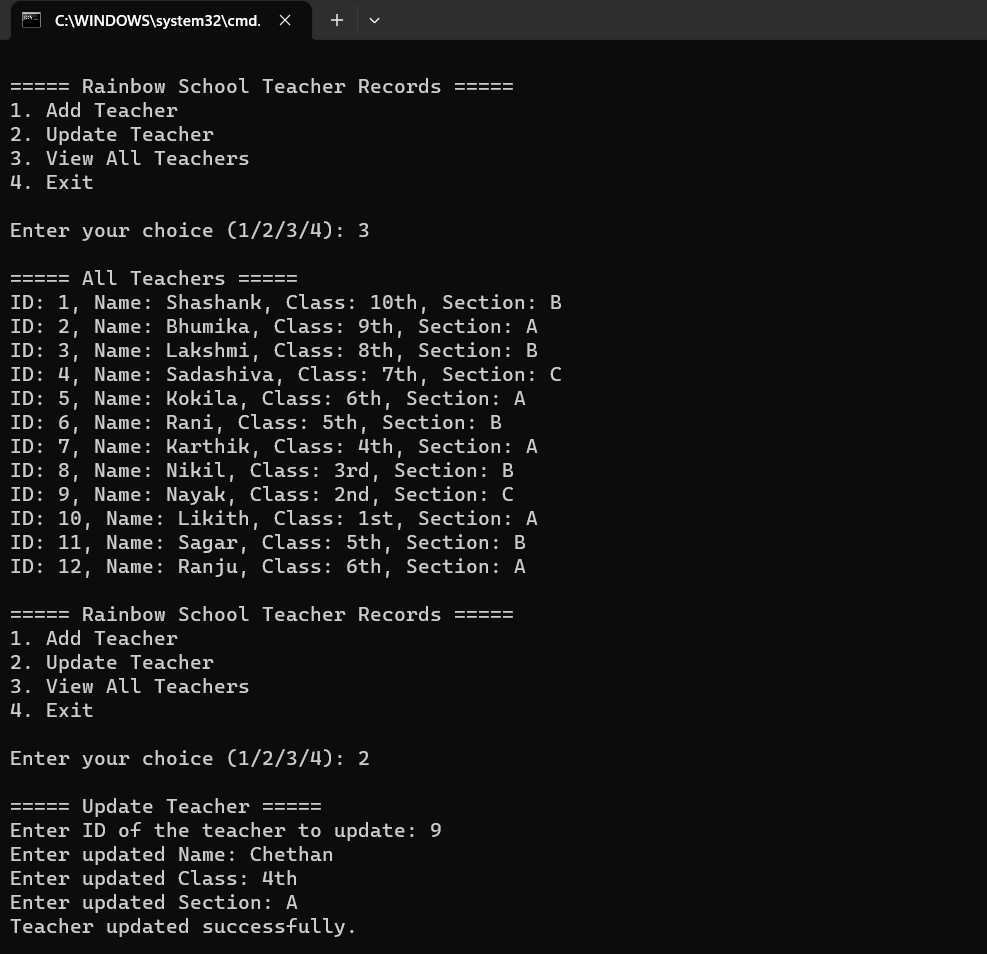 C:\WINDOWS\system32\cmd.
===== Rainbow School Teacher Records =====
1. Add Teacher
2. Update Teacher
3. View All Teachers
4. Exit
Enter your choice (1/2/3/4): 3
===== All Teachers =====
ID: 1, Name: Shashank, Class: 10th, Section: B
ID: 2, Name: Bhumika, Class: 9th, Section: A
ID: 3, Name: Lakshmi, Class: 8th, Section: B
ID: 4, Name: Sadashiva, Class: 7th, Section: C
ID: 5, Name: Kokila, Class: 6th, Section: A
ID: 6, Name: Rani, Class: 5th, Section: B
ID: 7, Name: Karthik, Class: 4th, Section: A
ID: 8, Name: Nikil, Class: 3rd, Section: B
ID: 9, Name: Nayak, Class: 2nd, Section: C
ID: 10, Name: Likith, Class: 1st, Section: A
ID: 11, Name: Sagar, Class: 5th, Section: B
ID: 12, Name: Ranju, Class: 6th, Section: A
===== Rainbow School Teacher Records =====
1. Add Teacher
2. Update Teacher
3. View All Teachers
4. Exit
Enter your choice (1/2/3/4): 2
===== Update Teacher =====
Enter ID of the teacher to update: 9
Enter updated Name: Chethan
Enter updated Class: 4th
Enter updated Section: A
Teacher updated successfully.